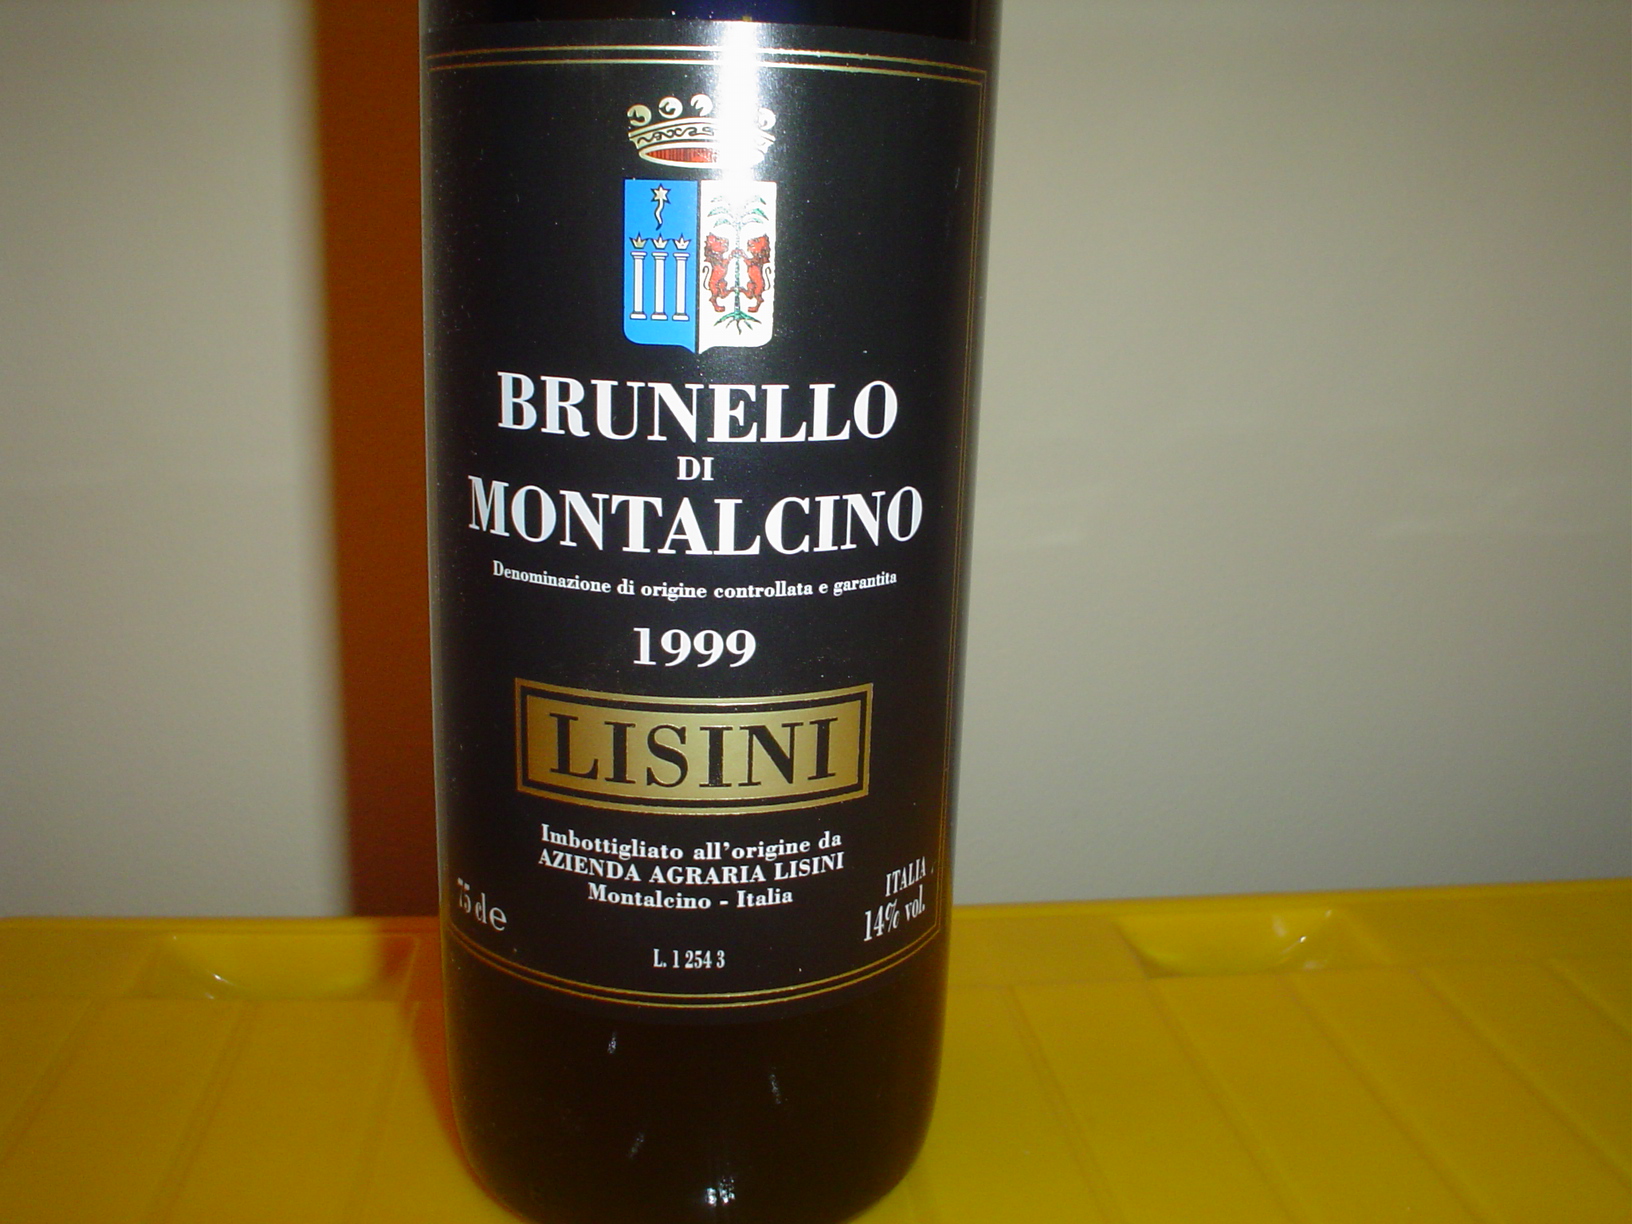 BRUNELLO
DI
MONTALCINO
Denominazione di origine controllata e garantita
1999
LISINI
Imbottigliato all'origine da
AZIENDA AGRARIA LISINI
Montalcino - Italia
75 cl e
ITALIA
14% vol.
L. 1 254 3